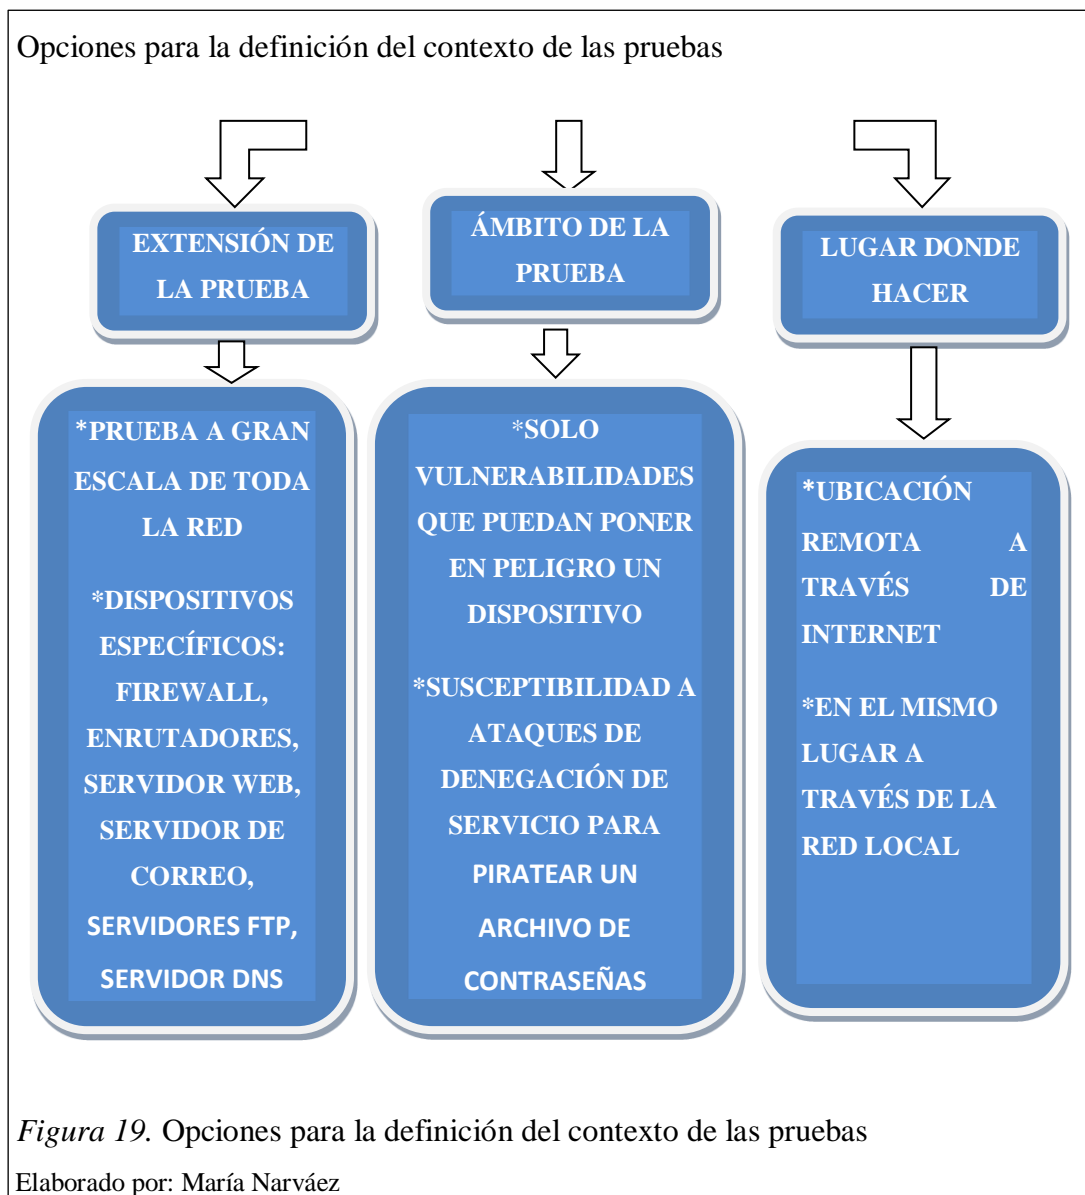 Opciones para la definición del contexto de las pruebas
EXTENSIÓN DE
LA PRUEBA
*PRUEBA A GRAN
ESCALA DE TODA
LA RED
*DISPOSITIVOS
ESPECÍFICOS:
FIREWALL,
ENRUTADORES,
SERVIDOR WEB,
SERVIDOR DE
CORREO,
SERVIDORES FTP,
SERVIDOR DNS
ÁMBITO DE LA
PRUEBA
*SOLO
VULNERABILIDADES
QUE PUEDAN PONER
EN PELIGRO UN
DISPOSITIVO
*SUSCEPTIBILIDAD A
ATAQUES DE
DENEGACIÓN DE
SERVICIO PARA
PIRATEAR UN
ARCHIVO DE
CONTRASEÑAS
LUGAR DONDE
HACER
*UBICACIÓN
REMOTA A
TRAVÉS DE
INTERNET
*EN EL MISMO
LUGAR A
TRAVÉS DE LA
RED LOCAL
Figura 19. Opciones para la definición del contexto de las pruebas
Elaborado por: María Narváez